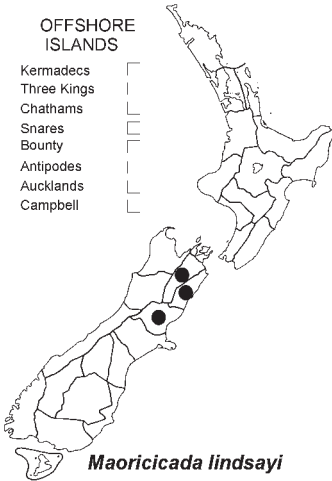 OFFSHORE
ISLANDS
Kermadecs
Three Kings
Chathams
Snares
Bounty
Antipodes
Aucklands
Campbell
Maoricicada lindsayi